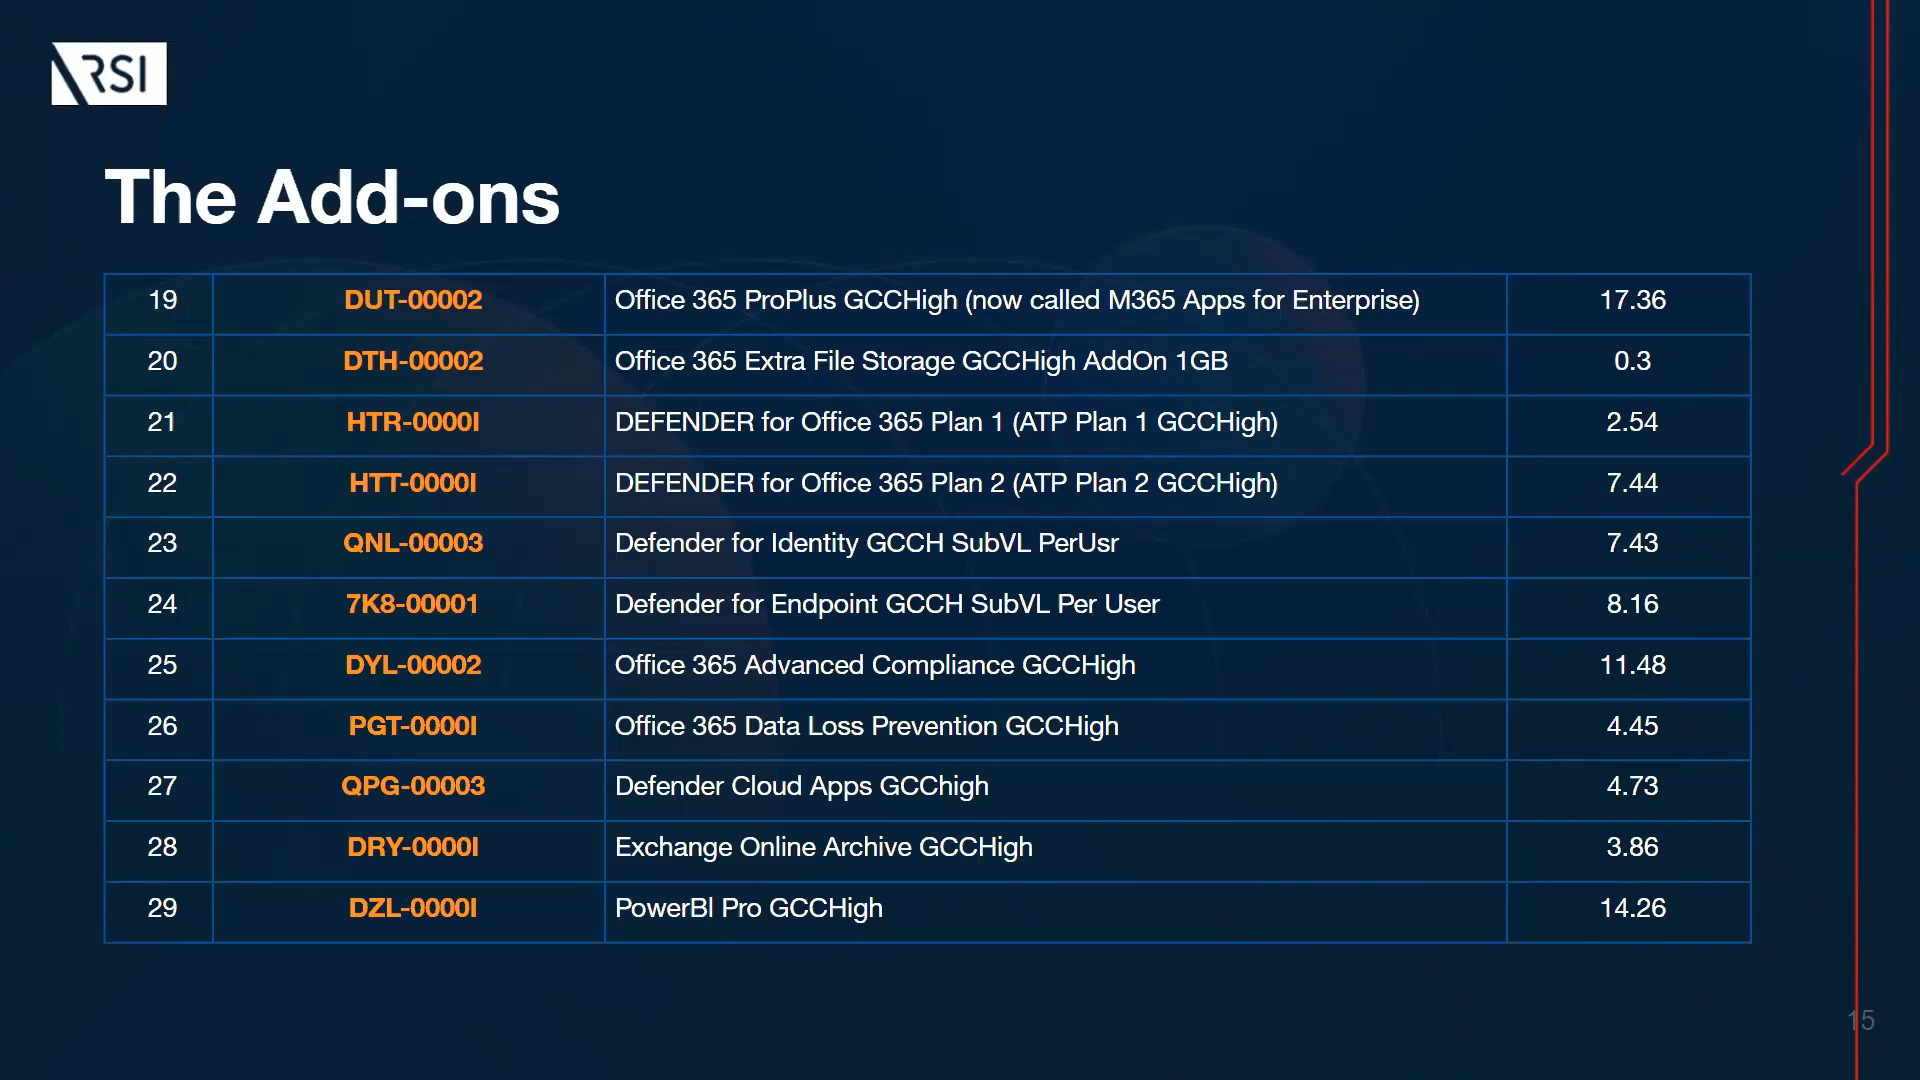 RSI
The Add-ons
19 DUT-00002 Office 365 ProPlus GCCHigh (now called M365 Apps for Enterprise) 17.36
20 DTH-00002 Office 365 Extra File Storage GCCHigh AddOn 1GB 0.3
21 HTR-0000I DEFENDER for Office 365 Plan 1 (ATP Plan 1 GCCHigh) 2.54
22 HTT-0000I DEFENDER for Office 365 Plan 2 (ATP Plan 2 GCCHigh) 7.44
23 QNL-00003 Defender for Identity GCCH SubVL PerUsr 7.43
24 7K8-00001 Defender for Endpoint GCCH SubVL Per User 8.16
25 DYL-00002 Office 365 Advanced Compliance GCCHigh 11.48
26 PGT-0000I Office 365 Data Loss Prevention GCCHigh 4.45
27 QPG-00003 Defender Cloud Apps GCChigh 4.73
28 DRY-0000I Exchange Online Archive GCCHigh 3.86
29 DZL-0000I PowerBl Pro GCCHigh 14.26
15